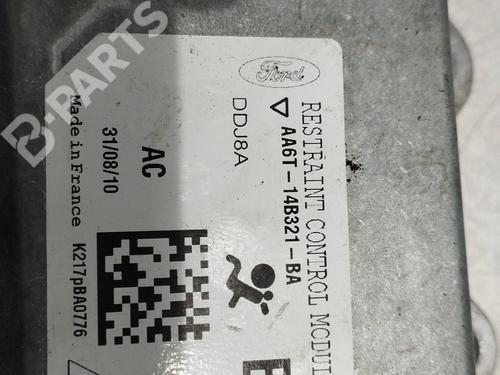 Ford
RESTRAINT CONTROL MODUL
AA6T-14B321-BA
DDJ8A
AC
31/08/10
Made in France K217pBA0776
B-PARTS